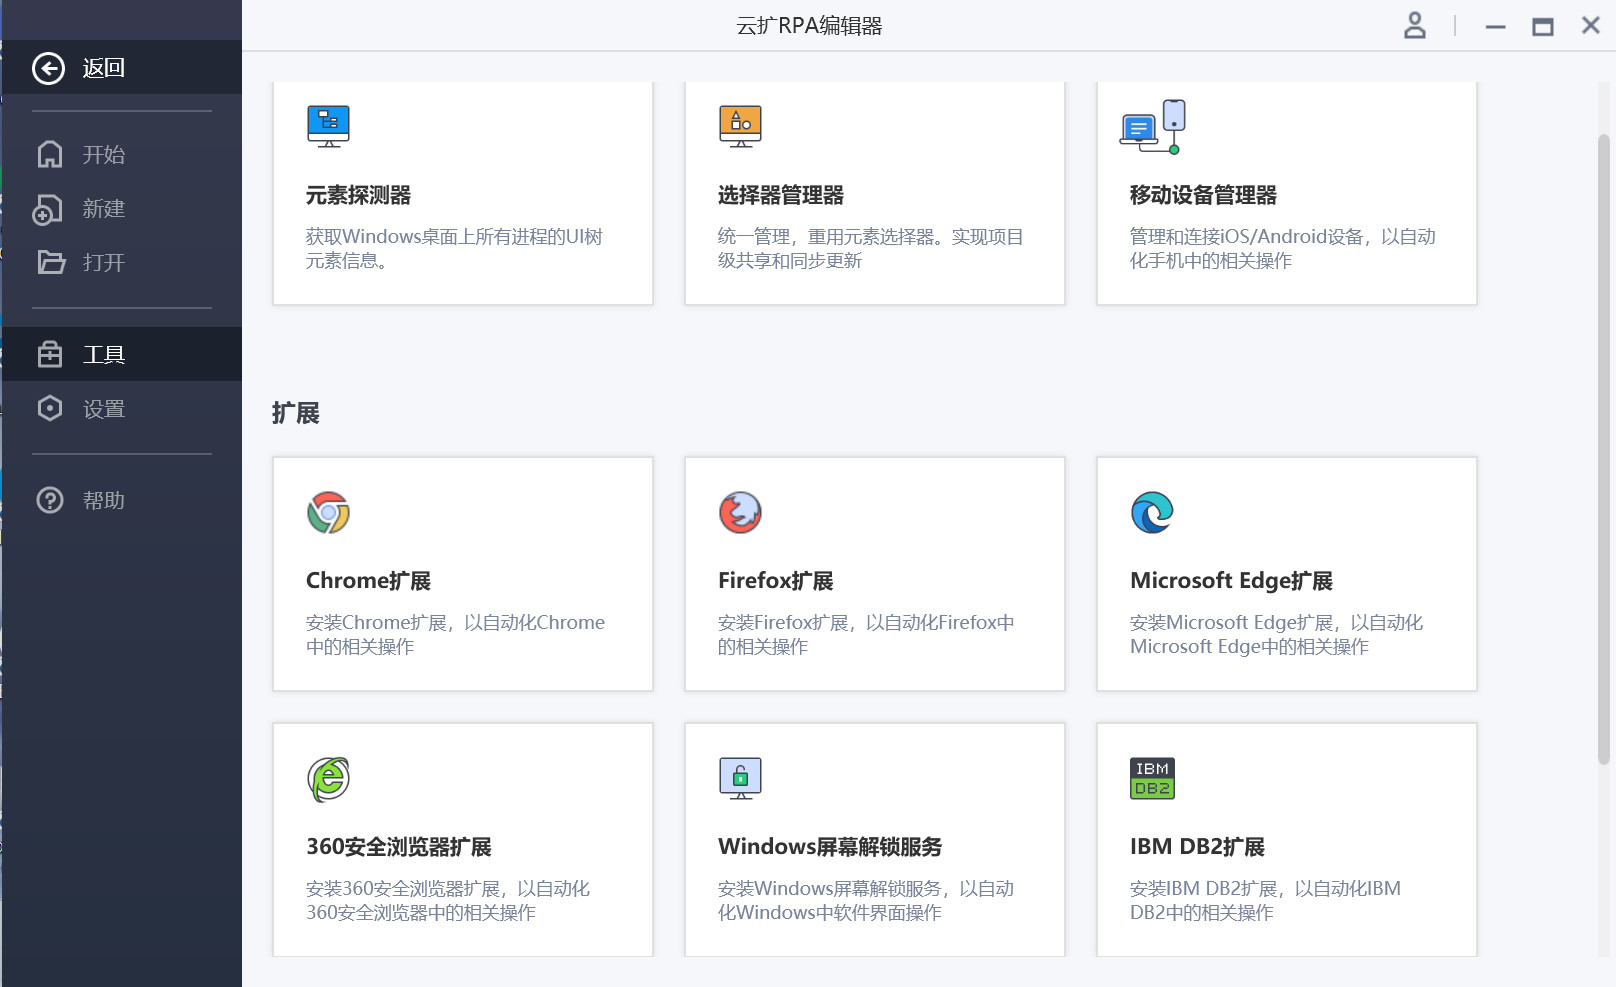 云扩RPA编辑器
返回
开始
新建
打开
工具
设置
帮助
元素探测器
获取Windows桌面上所有进程的UI树
元素信息。
选择器管理器
统一管理，重用元素选择器。实现项目
级共享和同步更新
移动设备管理器
管理和连接iOS/Android设备，以自动
化手机中的相关操作
扩展
Chrome扩展
安装Chrome扩展，以自动化Chrome
中的相关操作
Firefox扩展
安装Firefox扩展，以自动化Firefox中
的相关操作
Microsoft Edge扩展
安装Microsoft Edge扩展，以自动化
Microsoft Edge中的相关操作
360安全浏览器扩展
安装360安全浏览器扩展，以自动化
360安全浏览器中的相关操作
Windows屏幕解锁服务
安装Windows屏幕解锁服务，以自动
化Windows中软件界面操作
IBM
DB2
IBM DB2扩展
安装IBM DB2扩展，以自动化IBM
DB2中的相关操作